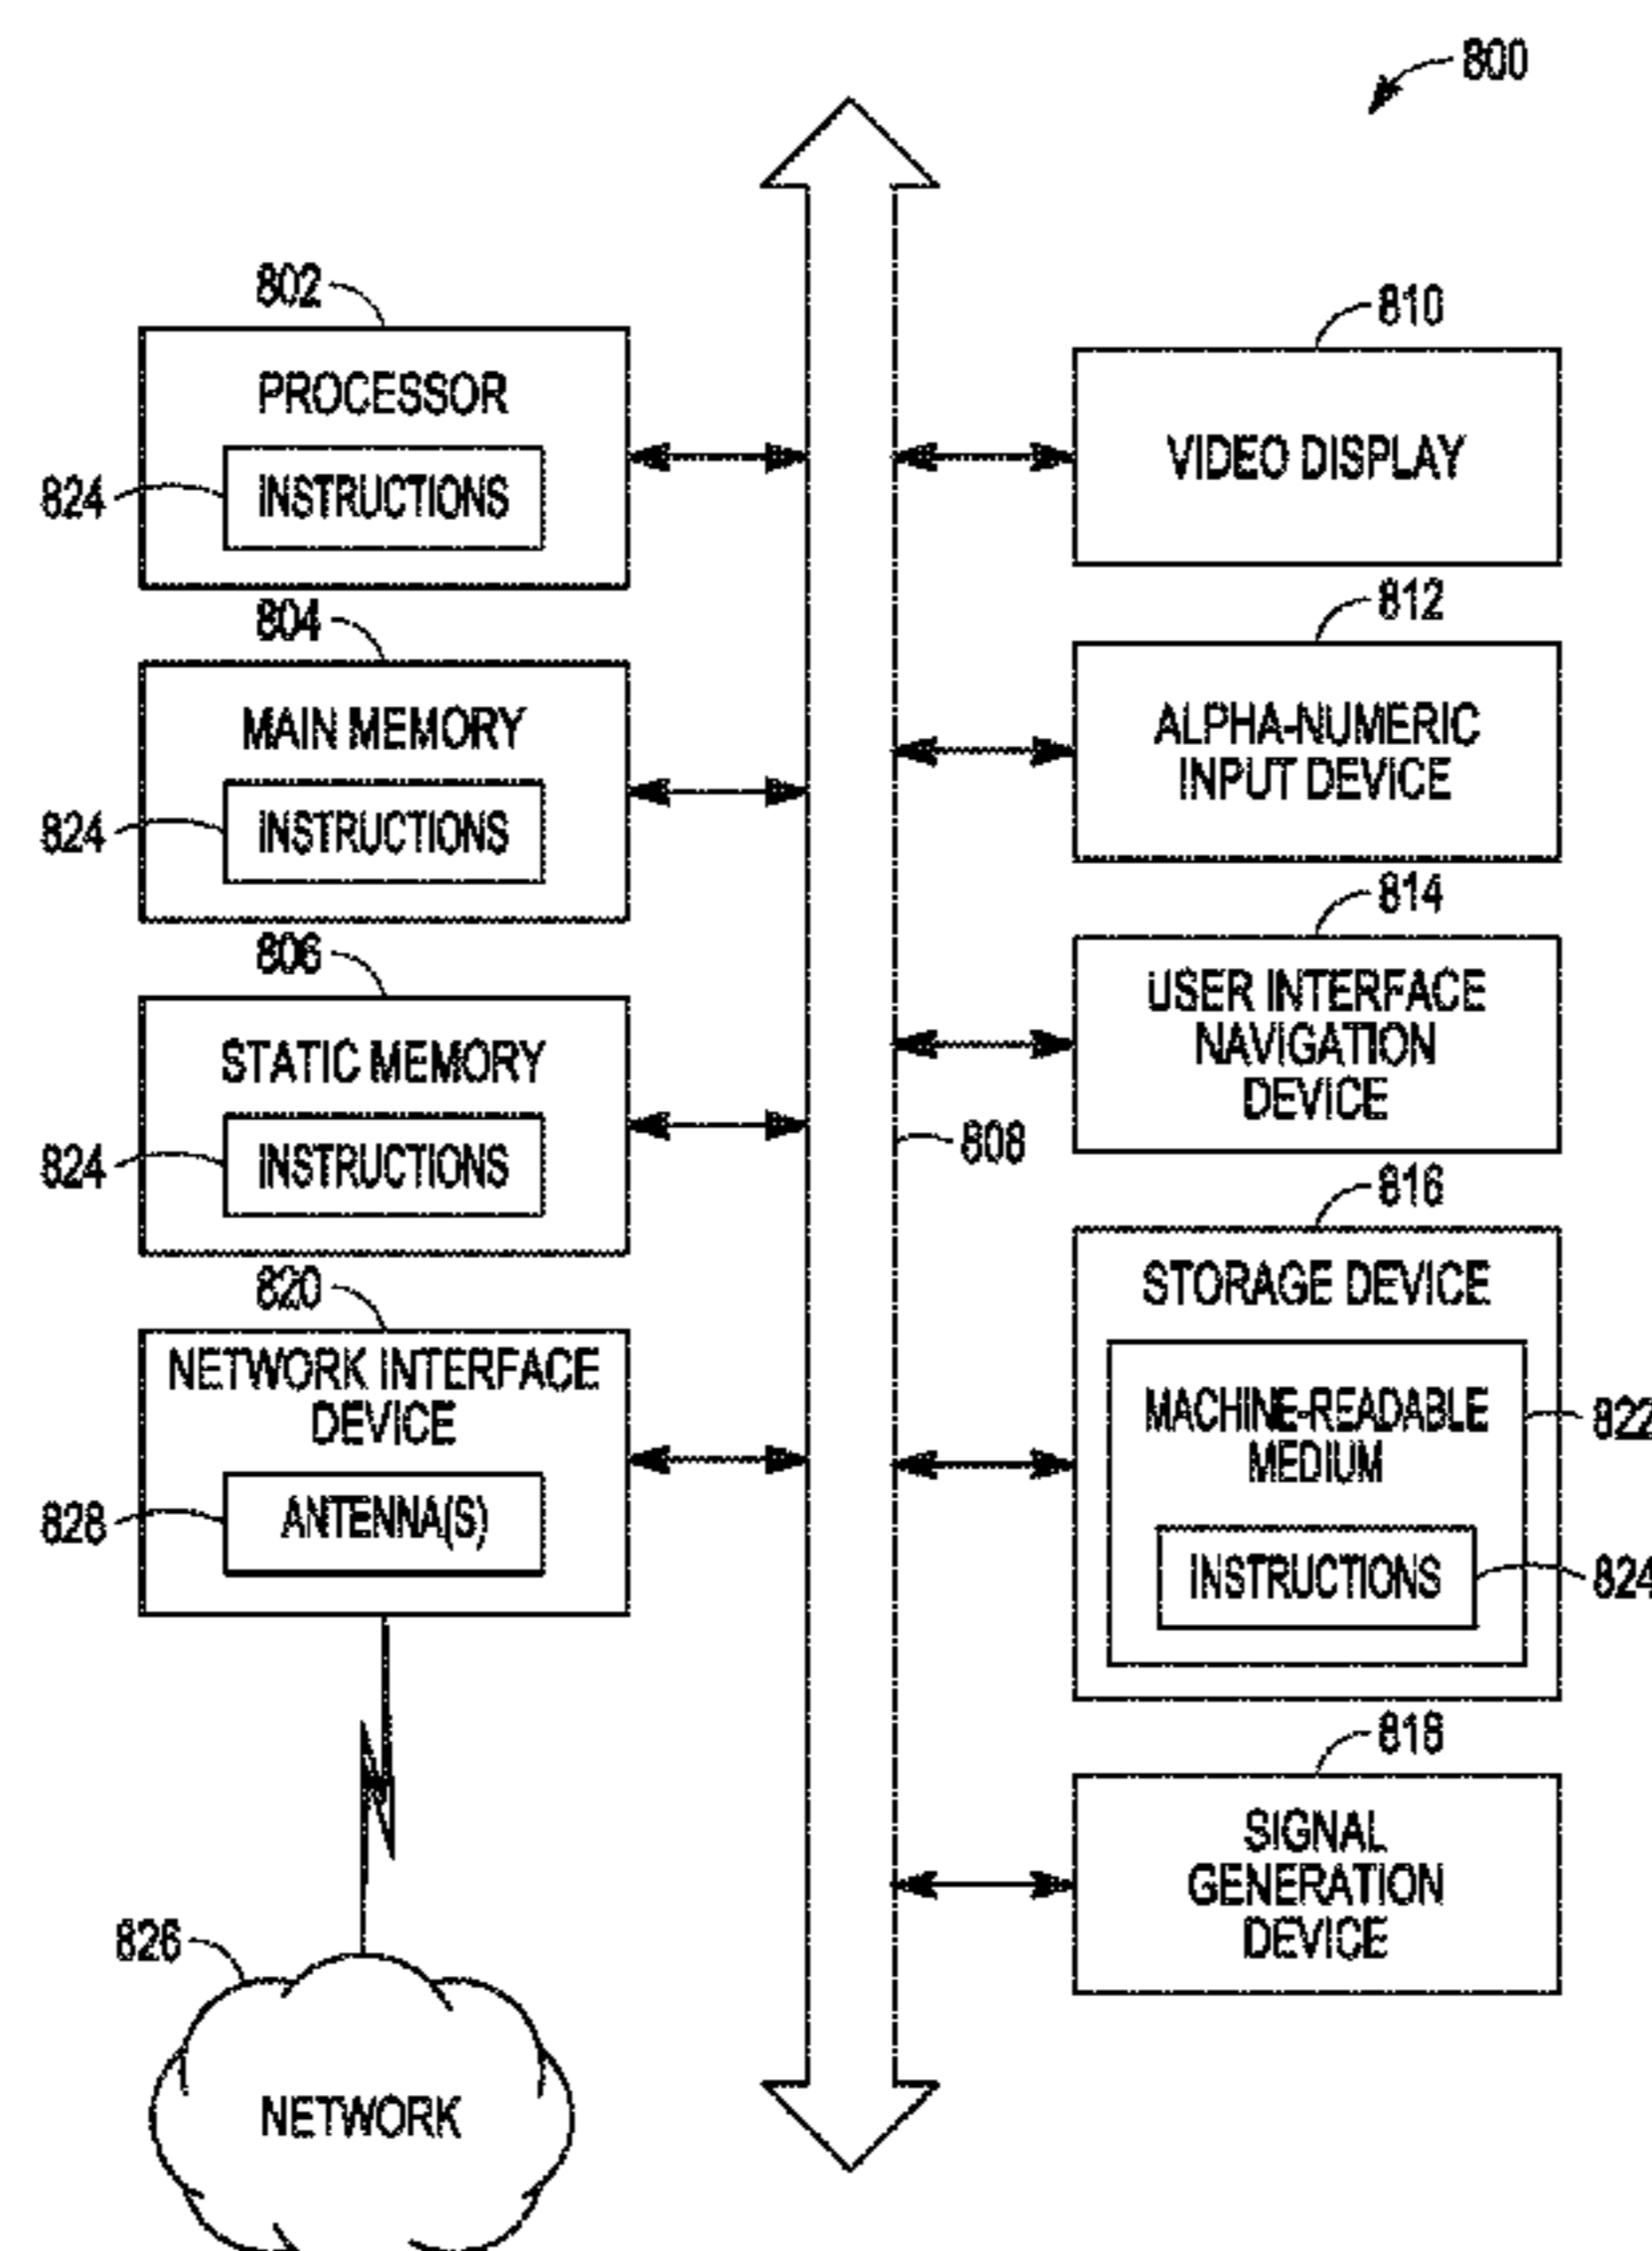 800
802
PROCESSOR
824
INSTRUCTIONS
804
MAIN MEMORY
824
INSTRUCTIONS
806
STATIC MEMORY
824
INSTRUCTIONS
820
NETWORK INTERFACE
DEVICE
828
ANTENNA(S)
826
NETWORK
808
810
VIDEO DISPLAY
812
ALPHA-NUMERIC
INPUT DEVICE
814
USER INTERFACE
NAVIGATION
DEVICE
816
STORAGE DEVICE
MACHINE-READABLE
MEDIUM
822
INSTRUCTIONS
824
818
SIGNAL
GENERATION
DEVICE